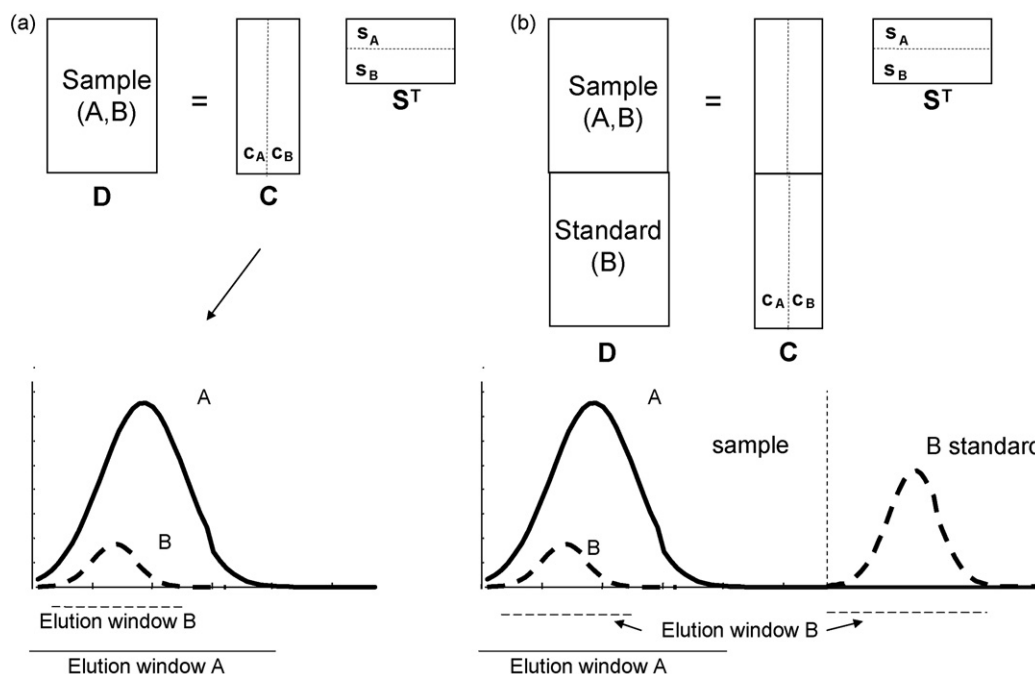 (a)
Sample
(A,B)
D
=
c_A c_B
C
s_A
s_B
S^T
A
B
Elution window B
Elution window A
(b)
Sample
(A,B)
Standard
(B)
D
=
c_A c_B
C
s_A
s_B
S^T
A
B
sample
B standard
Elution window B
Elution window A